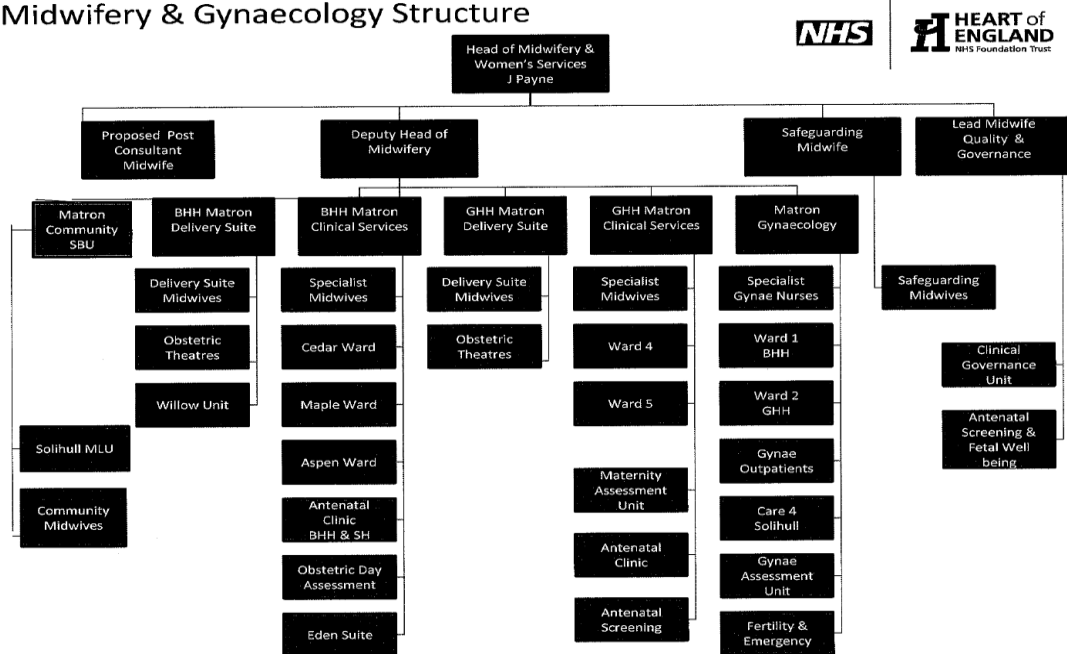 Midwifery & Gynaecology Structure
NHS
HEART of
ENGLAND
NHS Foundation Trust
Head of Midwifery &
Women's Services
J Payne
Proposed Post
Consultant
Midwife
Deputy Head of
Midwifery
Safeguarding
Midwife
Lead Midwife
Quality &
Governance
Matron
Community
SBU
BHH Matron
Delivery Suite
BHH Matron
Clinical Services
GHH Matron
Delivery Suite
GHH Matron
Clinical Services
Matron
Gynaecology
Solihull MLU
Community
Midwives
Delivery Suite
Midwives
Obstetric
Theatres
Willow Unit
Specialist
Midwives
Cedar Ward
Maple Ward
Aspen Ward
Antenatal
Clinic
BHH & SH
Obstetric Day
Assessment
Eden Suite
Delivery Suite
Midwives
Obstetric
Theatres
Specialist
Midwives
Ward 4
Ward 5
Maternity
Assessment
Unit
Antenatal
Clinic
Antenatal
Screening
Specialist
Gynae Nurses
Ward 1
BHH
Ward 2
GHH
Gynae
Outpatients
Care 4
Solihull
Gynae
Assessment
Unit
Fertility &
Emergency
Safeguarding
Midwives
Clinical
Governance
Unit
Antenatal
Screening &
Fetal Well
being